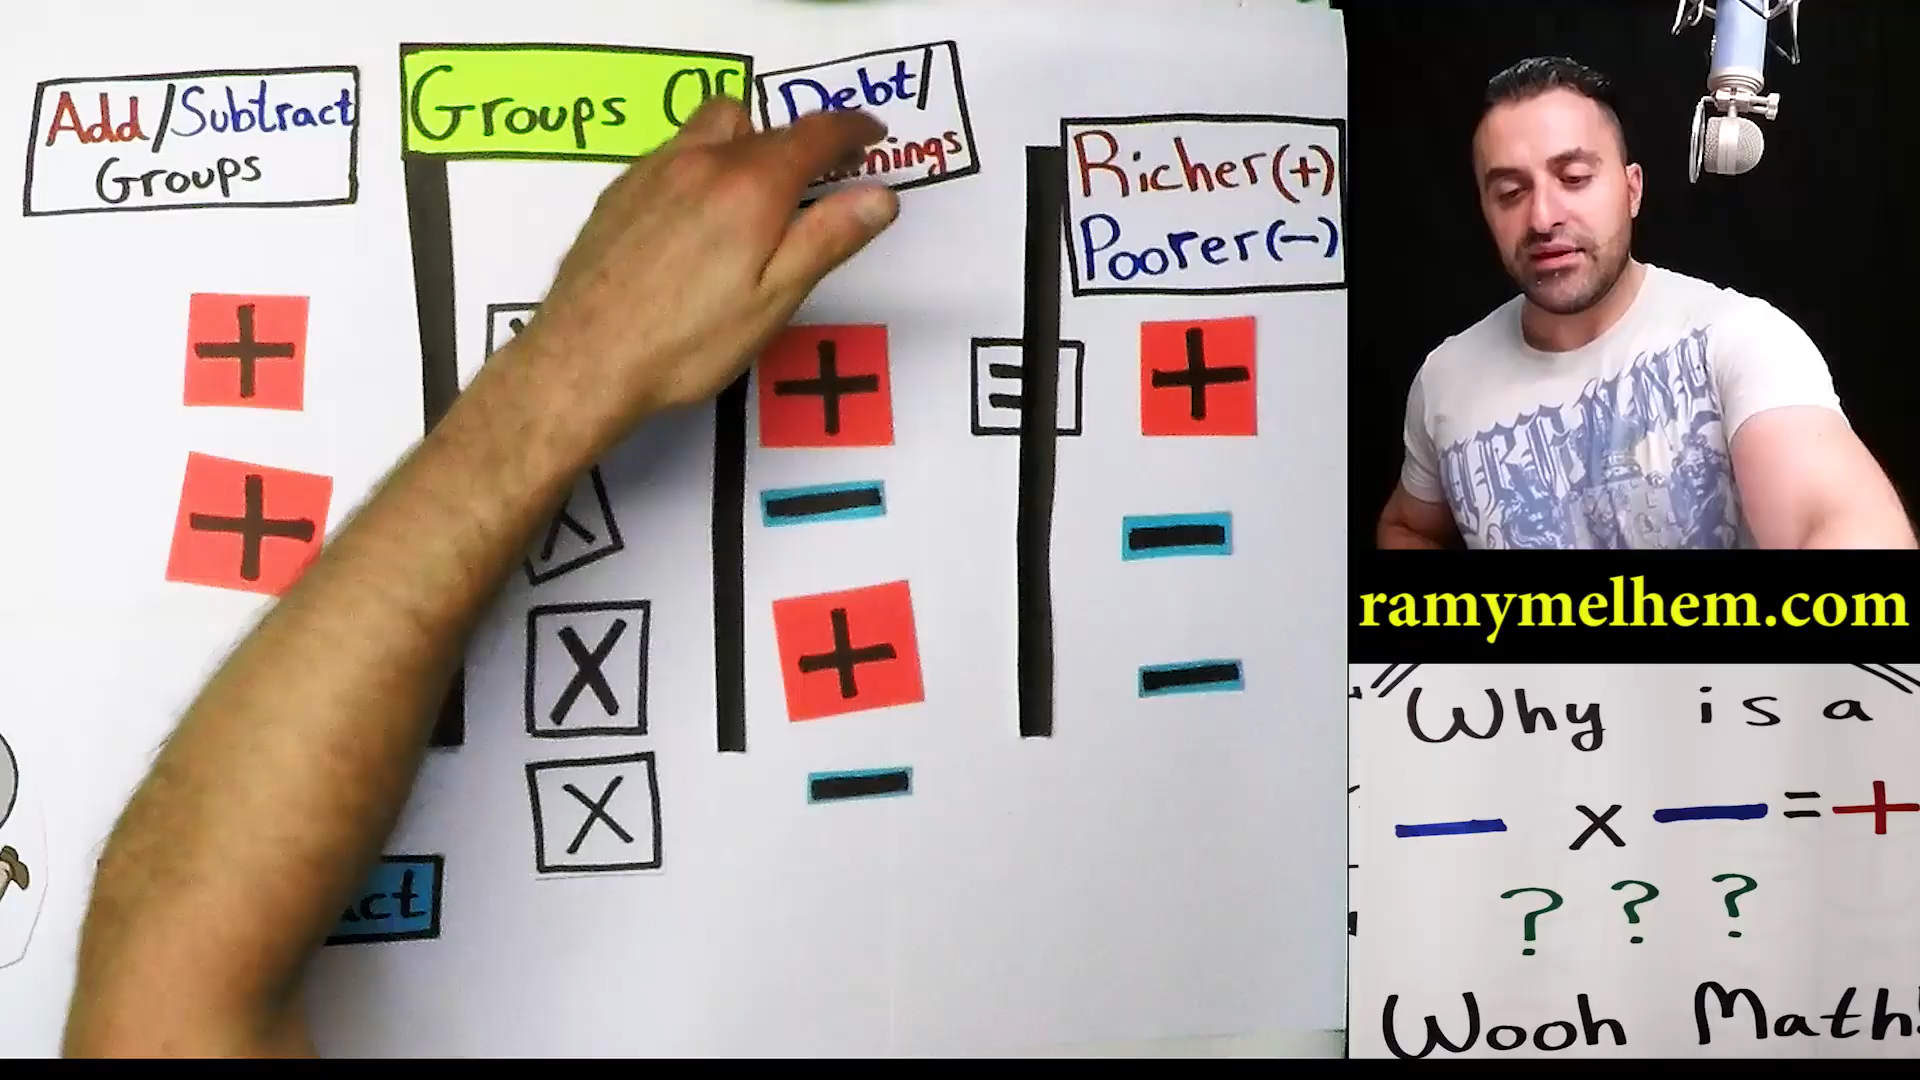 Add/Subtract
Groups
Groups Of
Debt/
Richer(+)
Poorer(-)
+
X
+
=
+
+
-
X
-
X
+
-
X
-
ramymelhem.com
Why is a
- x - = +
? ? ?
Wooh Math!